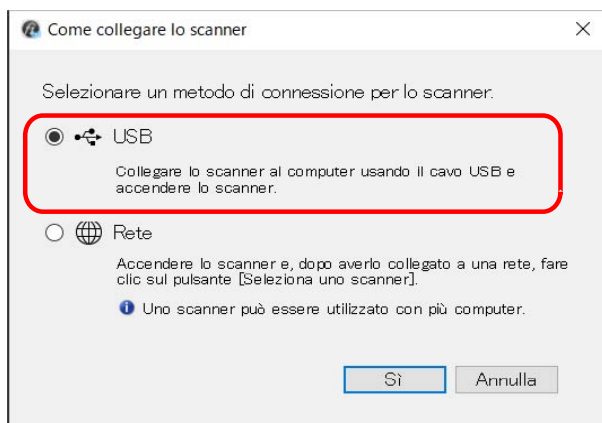 Come collegare lo scanner
Selezionare un metodo di connessione per lo scanner.
USB
Collegare lo scanner al computer usando il cavo USB e
accendere lo scanner.
Rete
Accendere lo scanner e, dopo averlo collegato a una rete, fare
clic sul pulsante [Seleziona uno scanner].
Uno scanner può essere utilizzato con più computer.
Sì Annulla